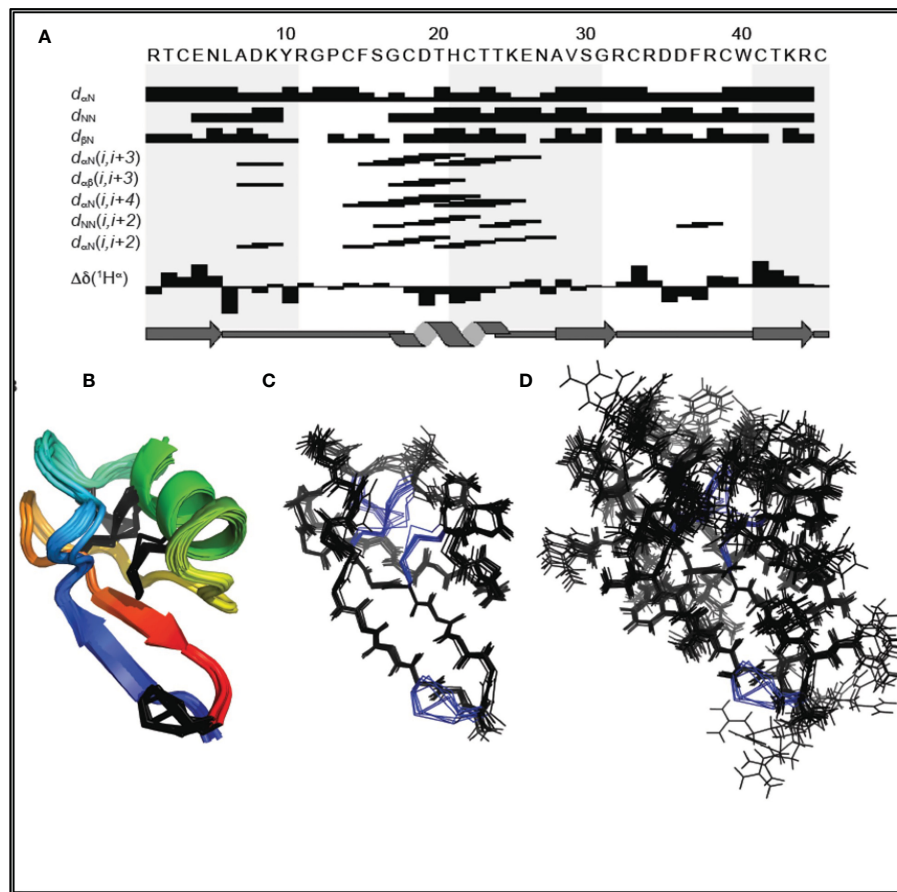 A
10 20 30 40
RTCENLADKYRGPCFSGCDTHCTTKENAVSGRCRDDFRCWCTKRC
dαN
dNN
dβN
dαN(i,i+3)
dαβ(i,i+3)
dαN(i,i+4)
dNN(i,i+2)
dαN(i,i+2)
Δδ(¹Hα)
B C D